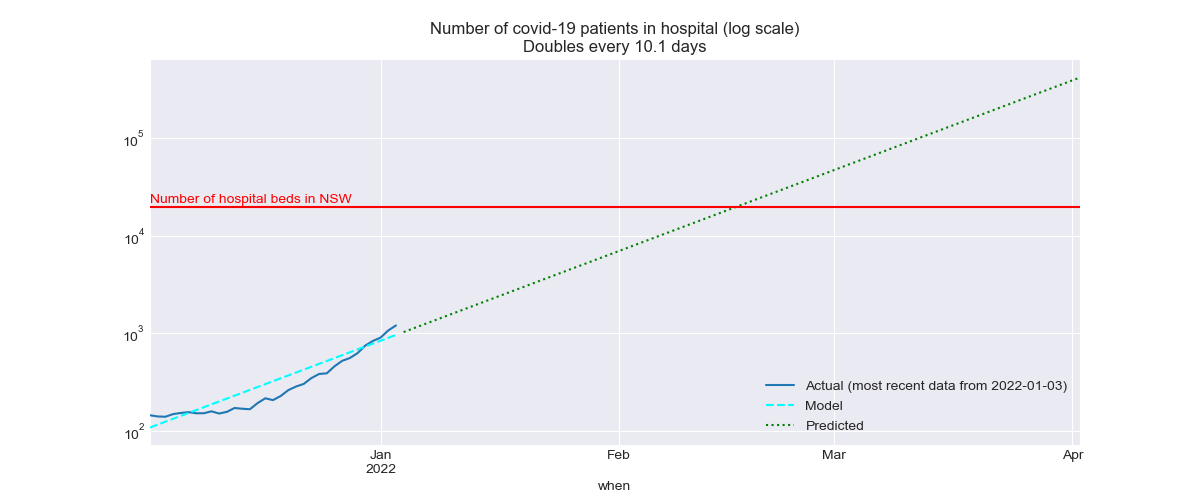 Number of covid-19 patients in hospital (log scale)
Doubles every 10.1 days
10^5
Number of hospital beds in NSW
10^4
10^3
10^2
Actual (most recent data from 2022-01-03)
Model
Predicted
Jan
2022
Feb
Mar
Apr
when